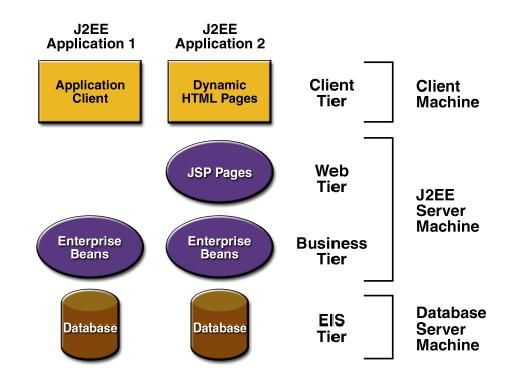 J2EE
Application 1
J2EE
Application 2
Application
Client
Dynamic
HTML Pages
Client
Tier
Client
Machine
JSP Pages
Web
Tier
J2EE
Server
Machine
Enterprise
Beans
Enterprise
Beans
Business
Tier
Database
Database
EIS
Tier
Database
Server
Machine